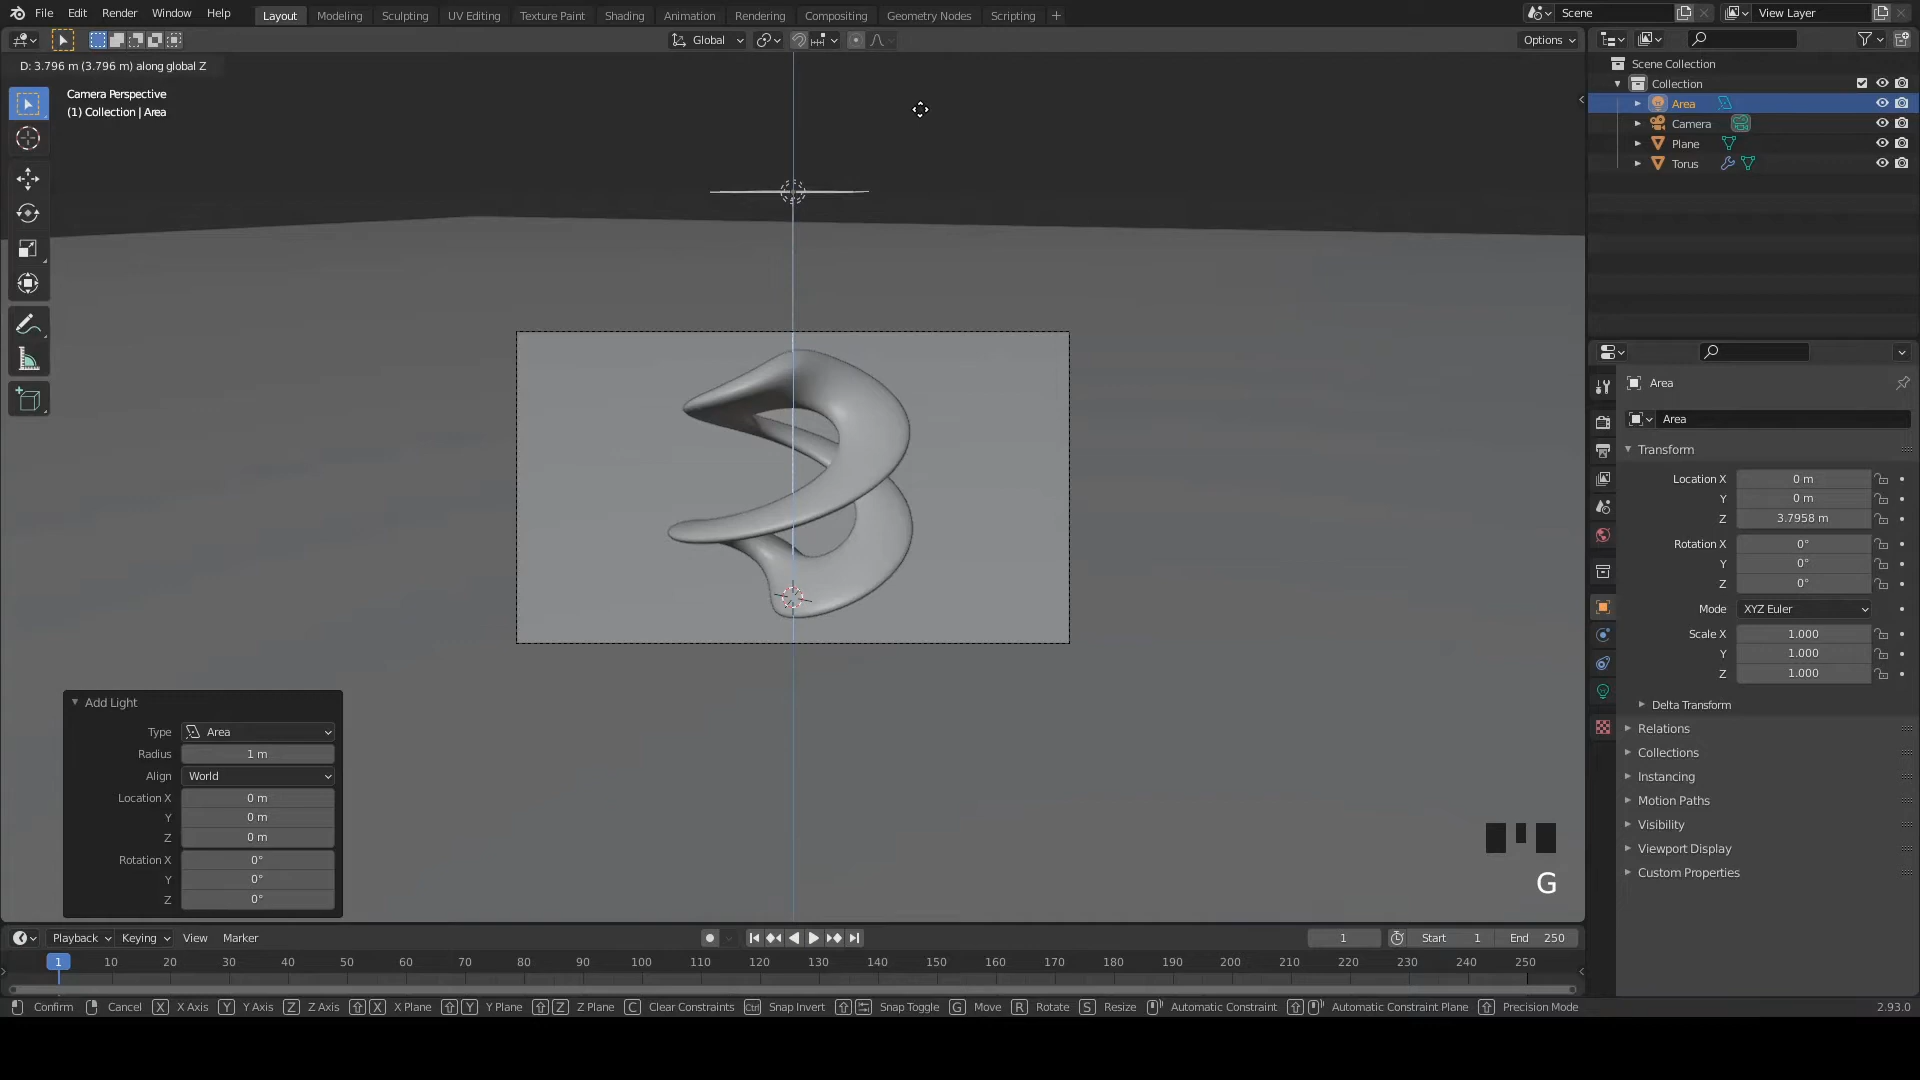 File Edit Render Window Help Layout Modeling Sculpting UV Editing Texture Paint Shading Animation Rendering Compositing Geometry Nodes Scripting + Scene View Layer
Global Options
D: 3.796 m (3.796 m) along global Z
Camera Perspective
(1) Collection | Area
Scene Collection
Collection
Area
Camera
Plane
Torus
Area
Area
Transform
Location X 0 m
Y 0 m
Z 3.7958 m
Rotation X 0°
Y 0°
Z 0°
Mode XYZ Euler
Scale X 1.000
Y 1.000
Z 1.000
Delta Transform
Relations
Collections
Instancing
Motion Paths
Visibility
Viewport Display
Custom Properties
Add Light
Type Area
Radius 1 m
Align World
Location X 0 m
Y 0 m
Z 0 m
Rotation X 0°
Y 0°
Z 0°
G
Playback Keying View Marker 1 Start 1 End 250
1 10 20 30 40 50 60 70 80 90 100 110 120 130 140 150 160 170 180 190 200 210 220 230 240 250
Confirm Cancel X X Axis Y Y Axis Z Z Axis X X Plane Y Y Plane Z Z Plane C Clear Constraints Ctrl Snap Invert Snap Toggle G Move R Rotate S Resize Automatic Constraint Automatic Constraint Plane Precision Mode 2.93.0